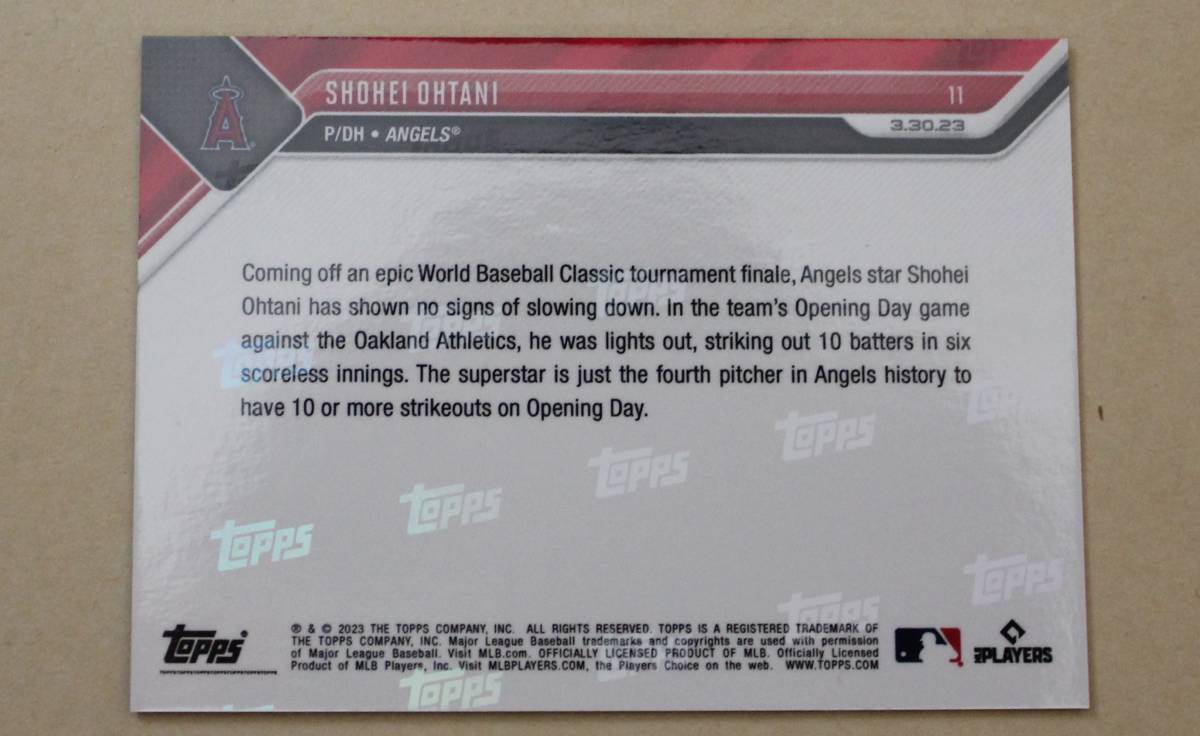 A
SHOHEI OHTANI 11
P/DH • ANGELS® 3.30.23
Coming off an epic World Baseball Classic tournament finale, Angels star Shohei
Ohtani has shown no signs of slowing down. In the team's Opening Day game
against the Oakland Athletics, he was lights out, striking out 10 batters in six
scoreless innings. The superstar is just the fourth pitcher in Angels history to
have 10 or more strikeouts on Opening Day.
topps
topps
topps
topps
topps
topps
topps
topps
® & © 2023 THE TOPPS COMPANY, INC. ALL RIGHTS RESERVED. TOPPS IS A REGISTERED TRADEMARK OF
THE TOPPS COMPANY, INC. Major League Baseball trademarks and copyrights are used with permission
of Major League Baseball. Visit MLB.com. OFFICIALLY LICENSED PRODUCT OF MLB. Officially Licensed
Product of MLB Players, Inc. Visit MLBPLAYERS.COM, the Players Choice on the web. WWW.TOPPS.COM
MLB PLAYERS
topps